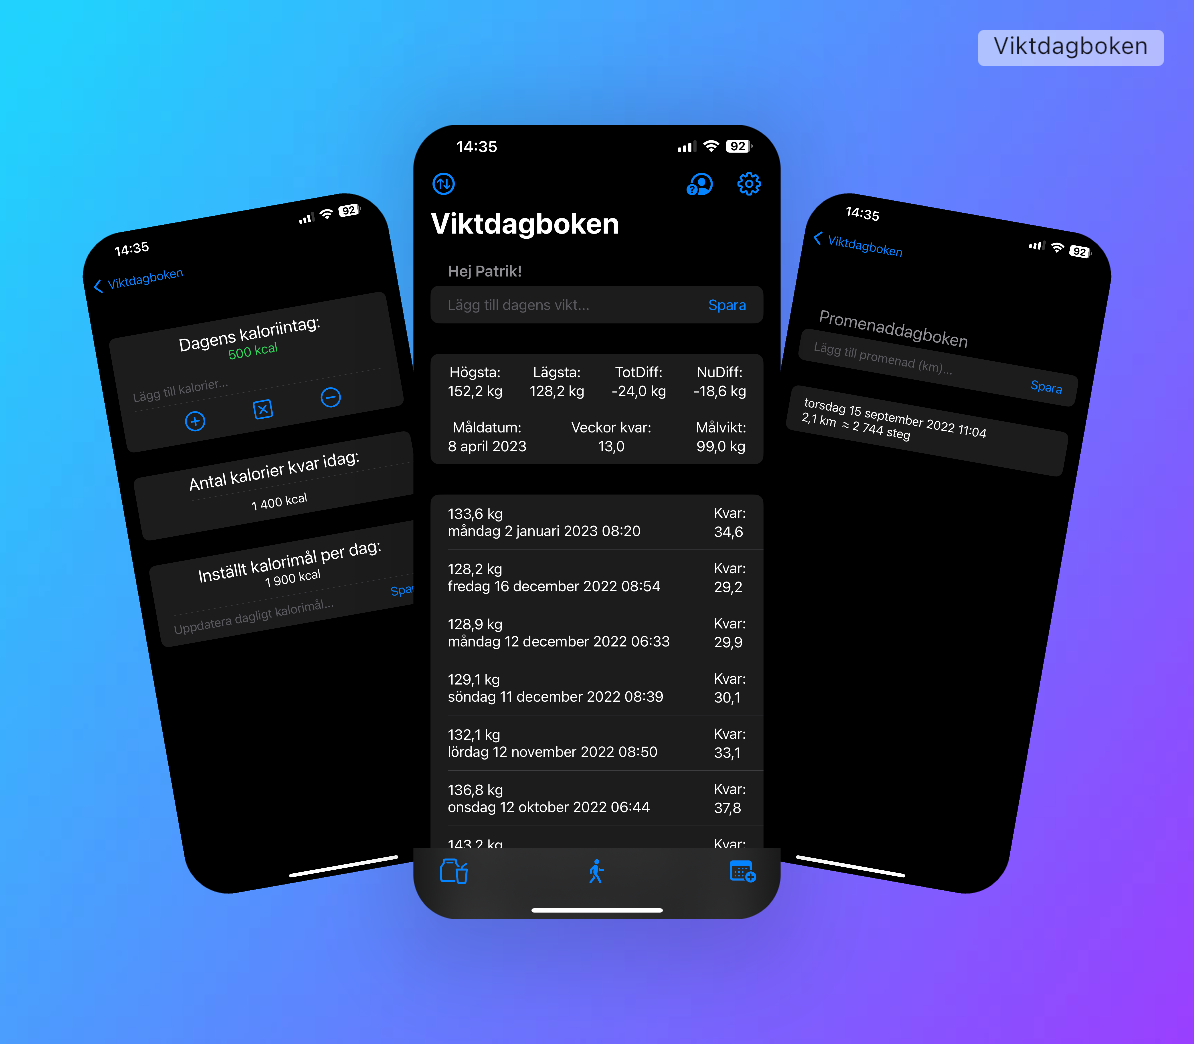 Viktdagboken
14:35
92
Viktdagboken
Dagens kaloriintag:
500 kcal
Lägg till kalorier...
Antal kalorier kvar idag:
1 400 kcal
Inställt kalorimål per dag:
1 900 kcal
Uppdatera dagligt kalorimål...
Spar
14:35
92
Viktdagboken
Hej Patrik!
Lägg till dagens vikt...
Spara
Högsta: Lägsta: TotDiff: NuDiff:
152,2 kg 128,2 kg -24,0 kg -18,6 kg
Måldatum: Veckor kvar: Målvikt:
8 april 2023 13,0 99,0 kg
133,6 kg Kvar:
måndag 2 januari 2023 08:20 34,6
128,2 kg Kvar:
fredag 16 december 2022 08:54 29,2
128,9 kg Kvar:
måndag 12 december 2022 06:33 29,9
129,1 kg Kvar:
söndag 11 december 2022 08:39 30,1
132,1 kg Kvar:
lördag 12 november 2022 08:50 33,1
136,8 kg Kvar:
onsdag 12 oktober 2022 06:44 37,8
143,2 kg Kvar:
14:35
92
Viktdagboken
Promenaddagboken
Lägg till promenad (km)...
Spara
torsdag 15 september 2022 11:04
2,1 km ≈ 2 744 steg